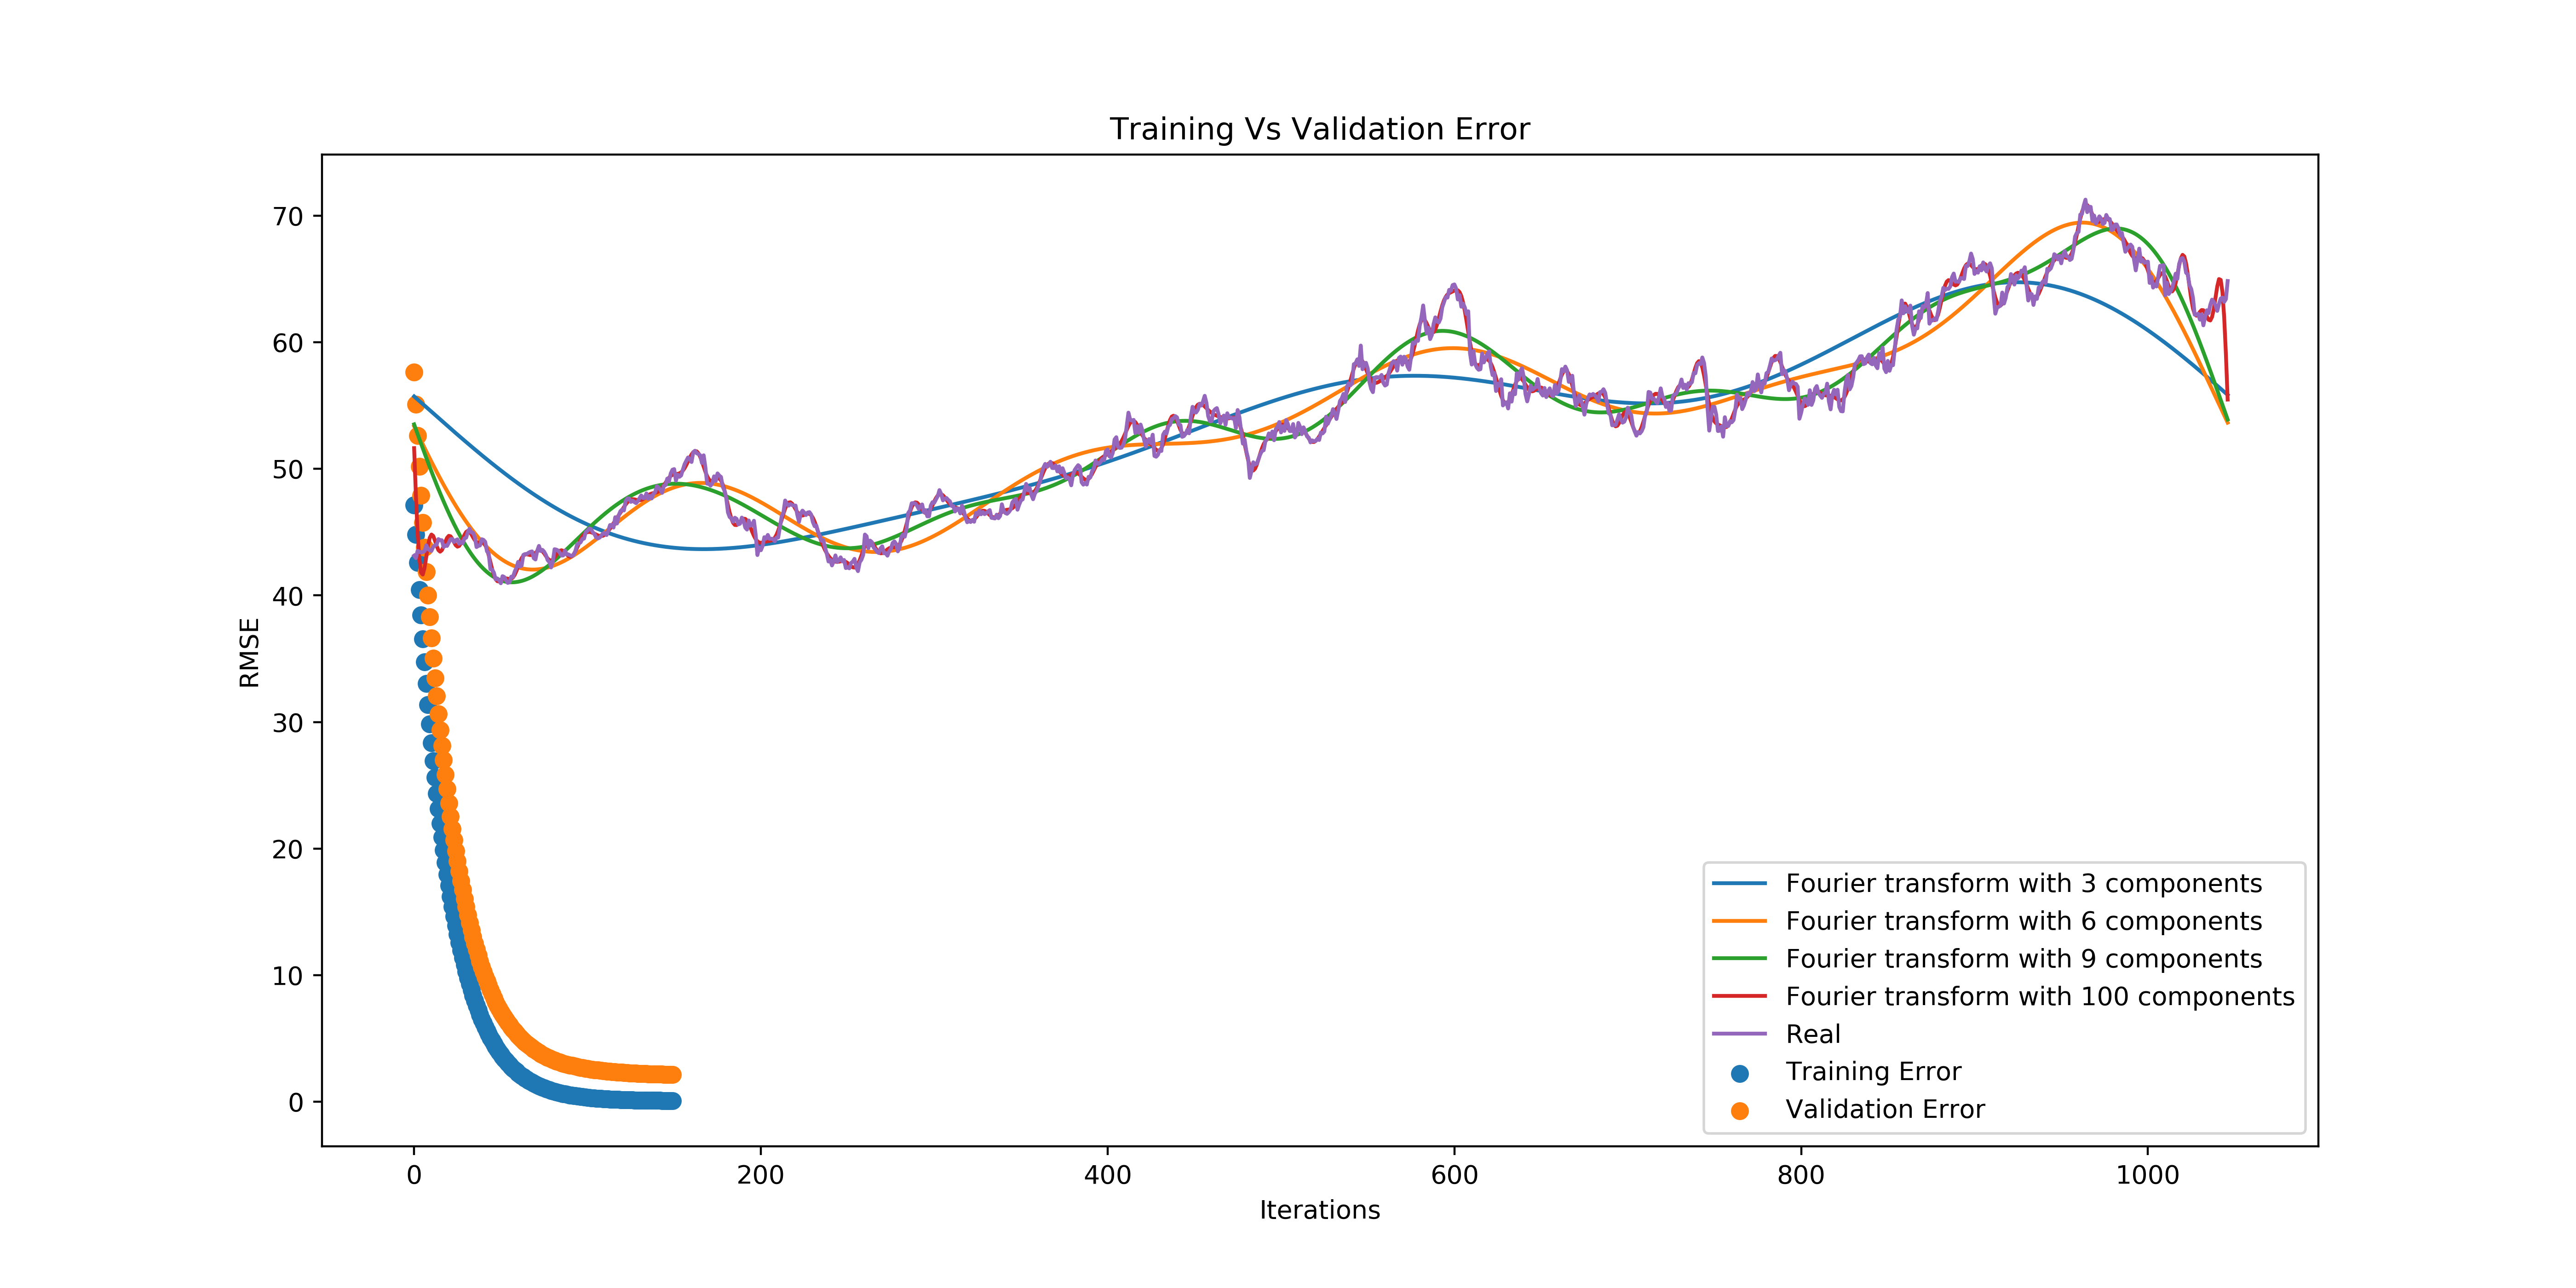 Training Vs Validation Error
RMSE
70
60
50
40
30
20
10
0
0 200 400 600 800 1000
Iterations
Fourier transform with 3 components
Fourier transform with 6 components
Fourier transform with 9 components
Fourier transform with 100 components
Real
Training Error
Validation Error